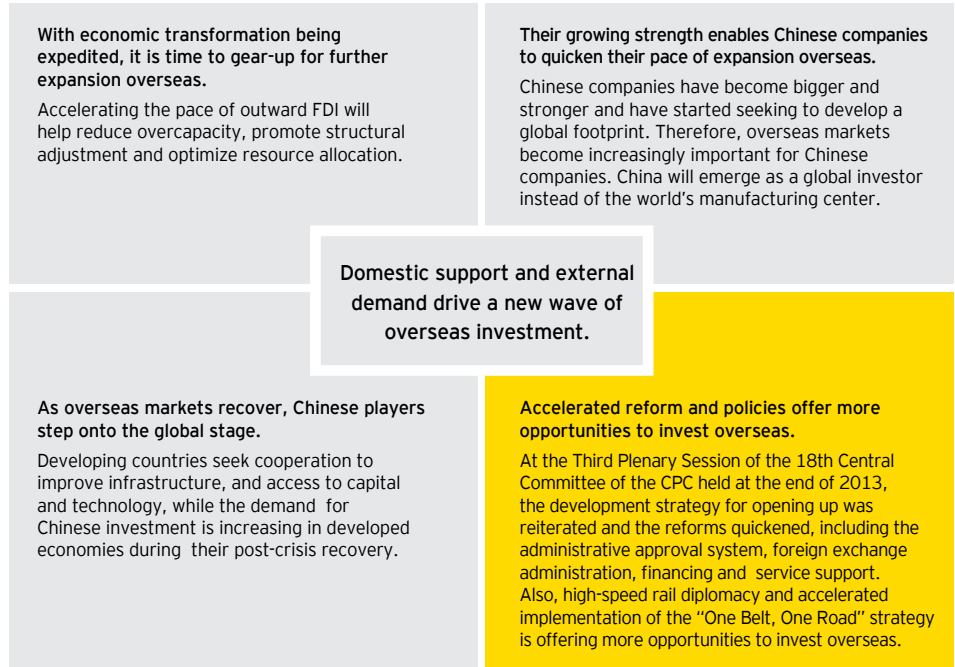 With economic transformation being
expedited, it is time to gear-up for further
expansion overseas.
Accelerating the pace of outward FDI will
help reduce overcapacity, promote structural
adjustment and optimize resource allocation.
Their growing strength enables Chinese companies
to quicken their pace of expansion overseas.
Chinese companies have become bigger and
stronger and have started seeking to develop a
global footprint. Therefore, overseas markets
become increasingly important for Chinese
companies. China will emerge as a global investor
instead of the world's manufacturing center.
Domestic support and external
demand drive a new wave of
overseas investment.
As overseas markets recover, Chinese players
step onto the global stage.
Developing countries seek cooperation to
improve infrastructure, and access to capital
and technology, while the demand for
Chinese investment is increasing in developed
economies during their post-crisis recovery.
Accelerated reform and policies offer more
opportunities to invest overseas.
At the Third Plenary Session of the 18th Central
Committee of the CPC held at the end of 2013,
the development strategy for opening up was
reiterated and the reforms quickened, including the
administrative approval system, foreign exchange
administration, financing and service support.
Also, high-speed rail diplomacy and accelerated
implementation of the “One Belt, One Road” strategy
is offering more opportunities to invest overseas.